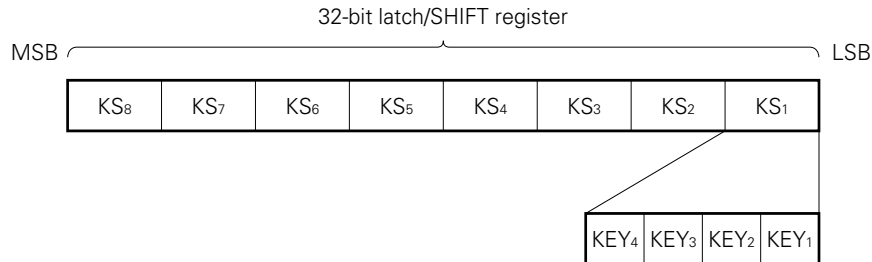 32-bit latch/SHIFT register
MSB LSB
KS₈ KS₇ KS₆ KS₅ KS₄ KS₃ KS₂ KS₁
KEY₄ KEY₃ KEY₂ KEY₁